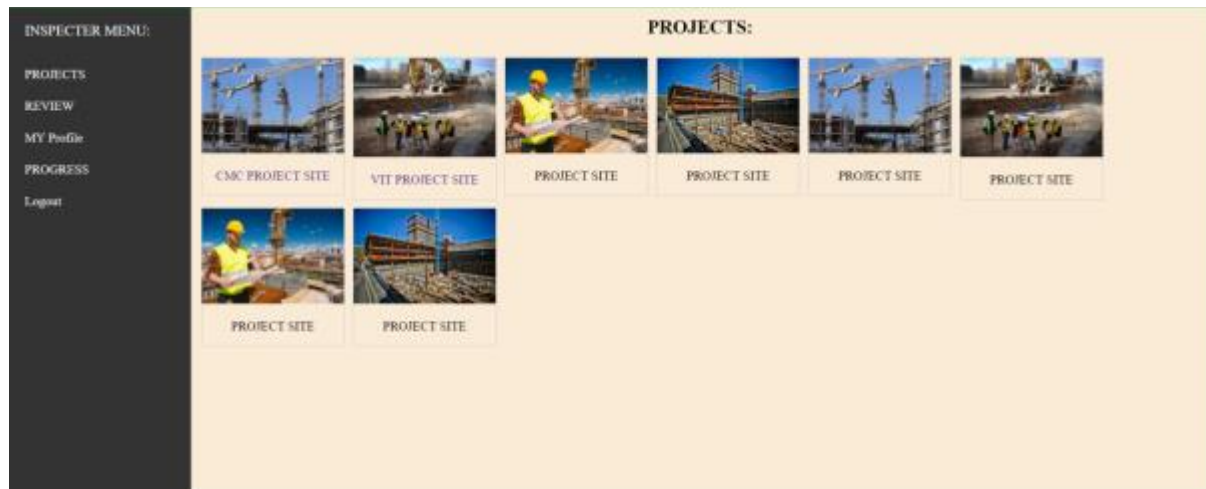 INSPECTER MENU:
PROJECTS
REVIEW
MY Profile
PROGRESS
Logout
PROJECTS:
CMC PROJECT SITE
VIT PROJECT SITE
PROJECT SITE
PROJECT SITE
PROJECT SITE
PROJECT SITE
PROJECT SITE
PROJECT SITE